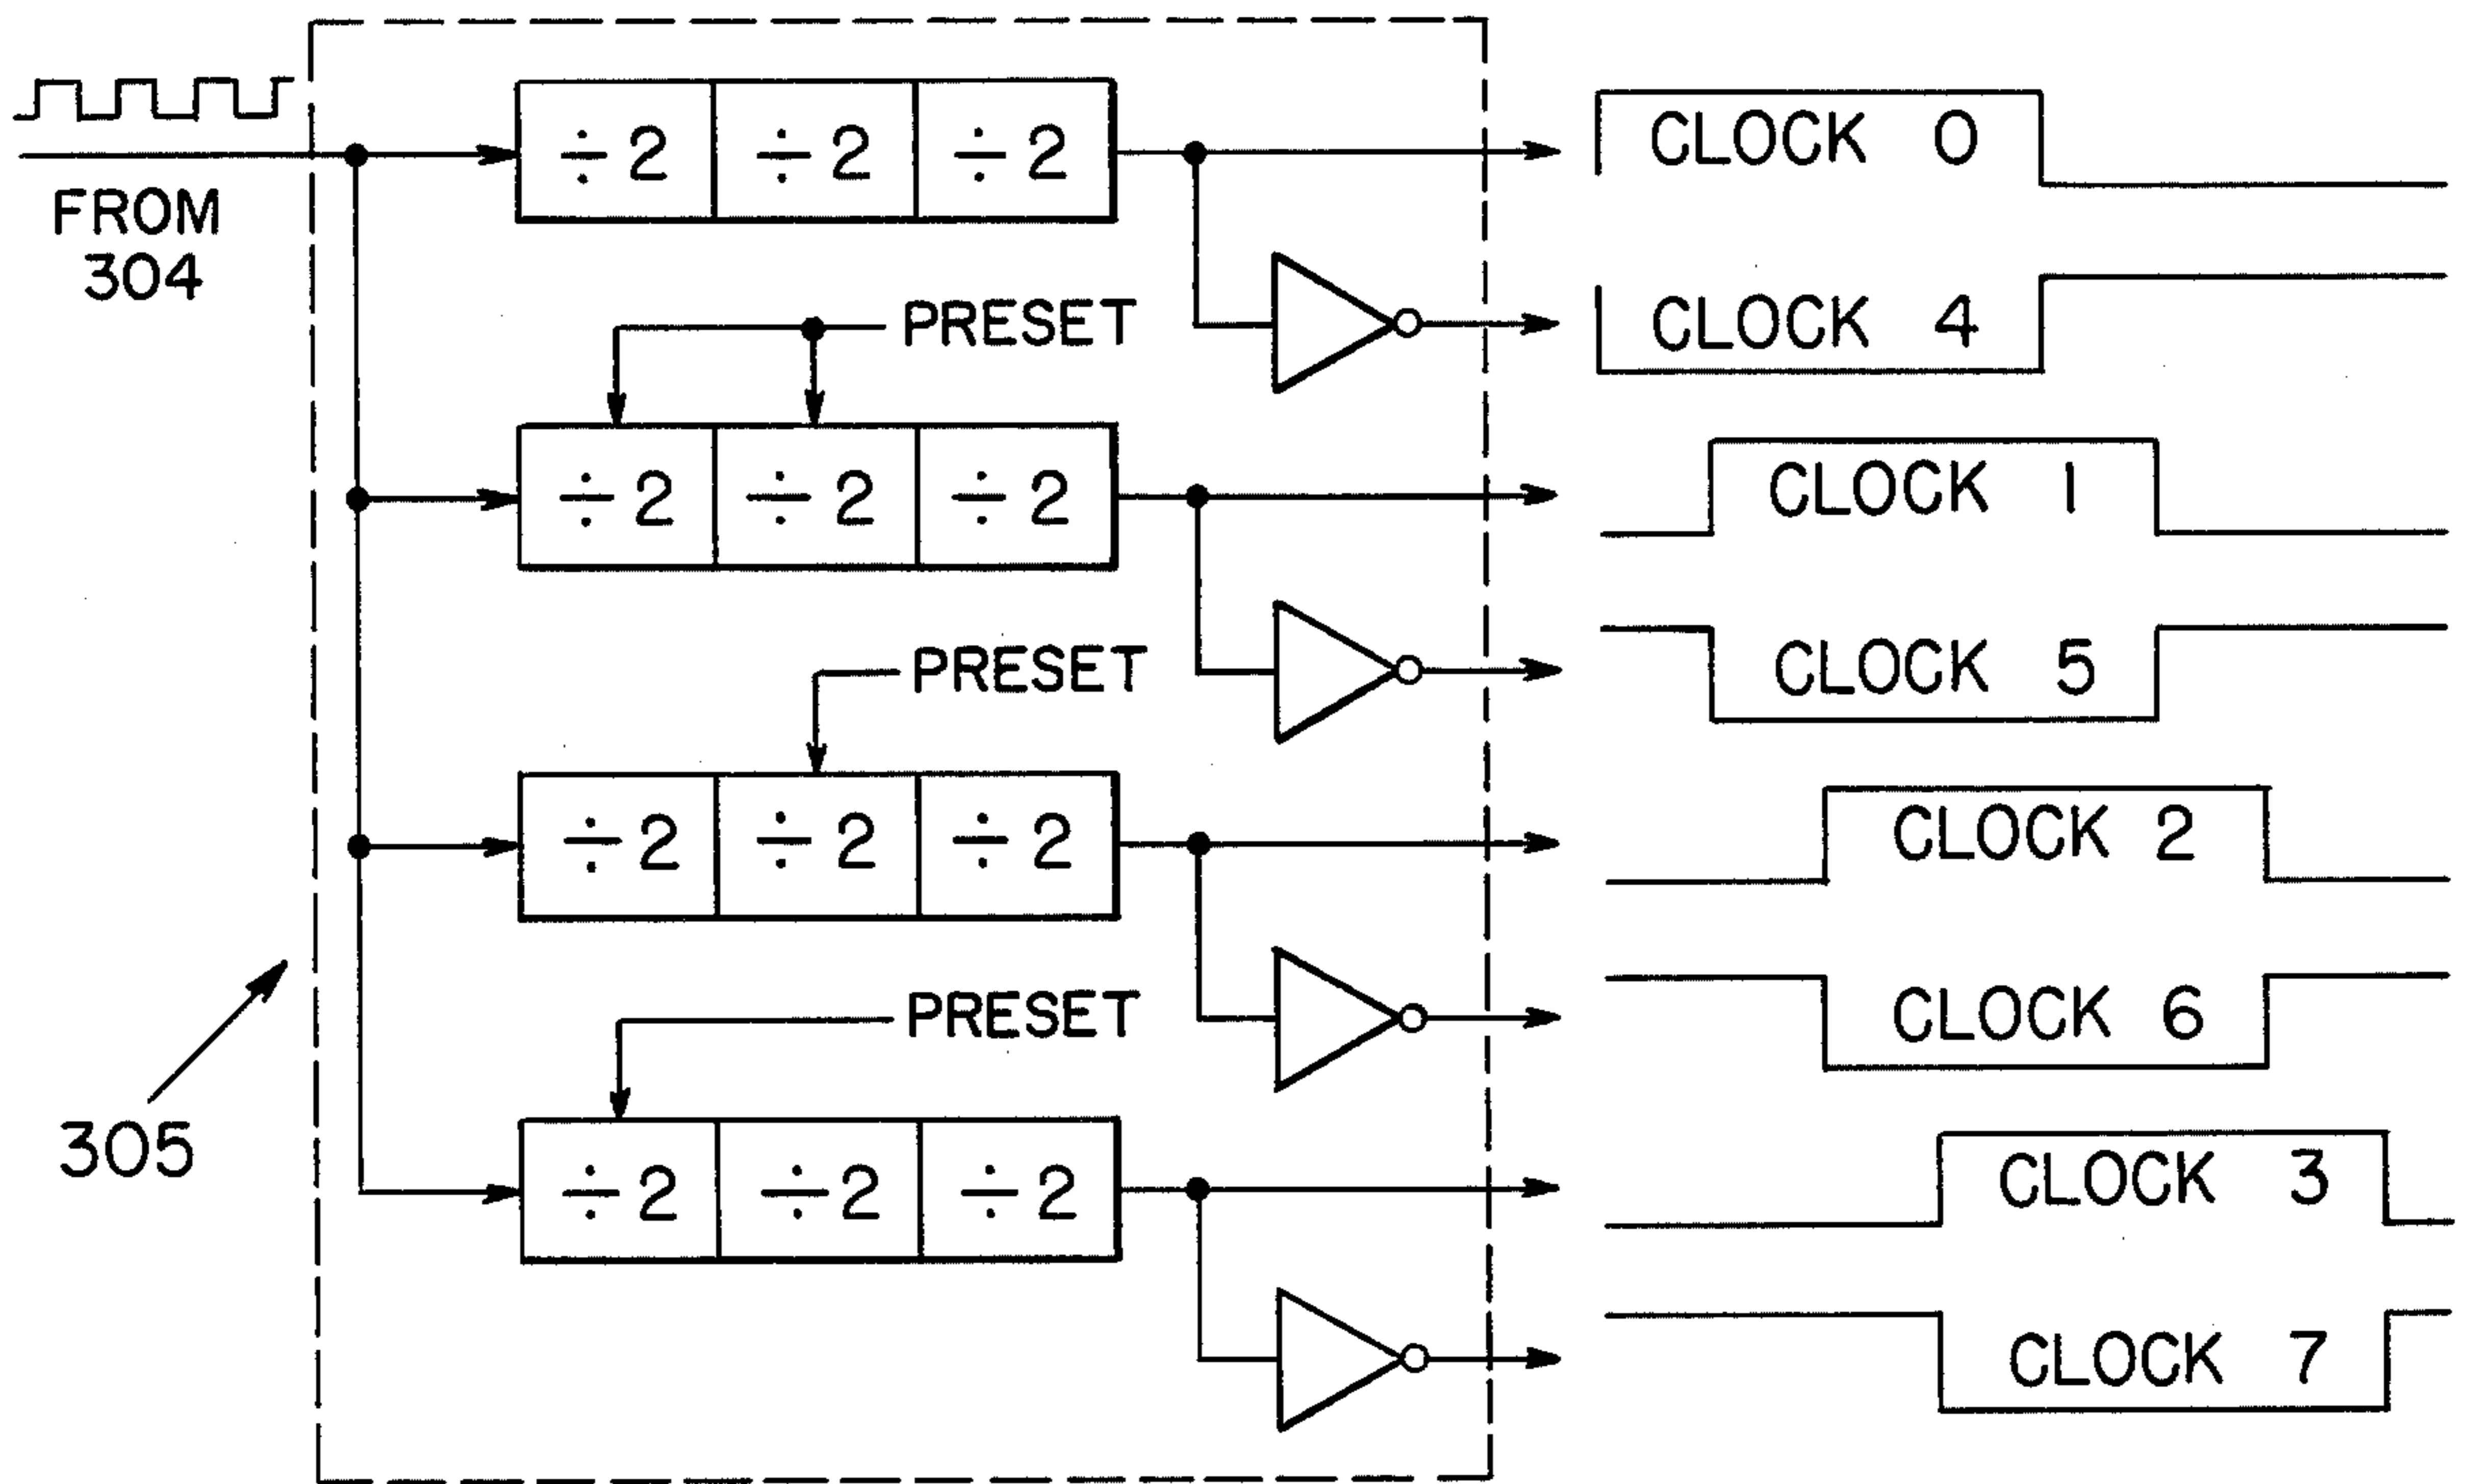 FROM
304
÷2 ÷2 ÷2
CLOCK 0
PRESET
CLOCK 4
÷2 ÷2 ÷2
CLOCK 1
PRESET
CLOCK 5
÷2 ÷2 ÷2
CLOCK 2
PRESET
CLOCK 6
305
÷2 ÷2 ÷2
CLOCK 3
CLOCK 7